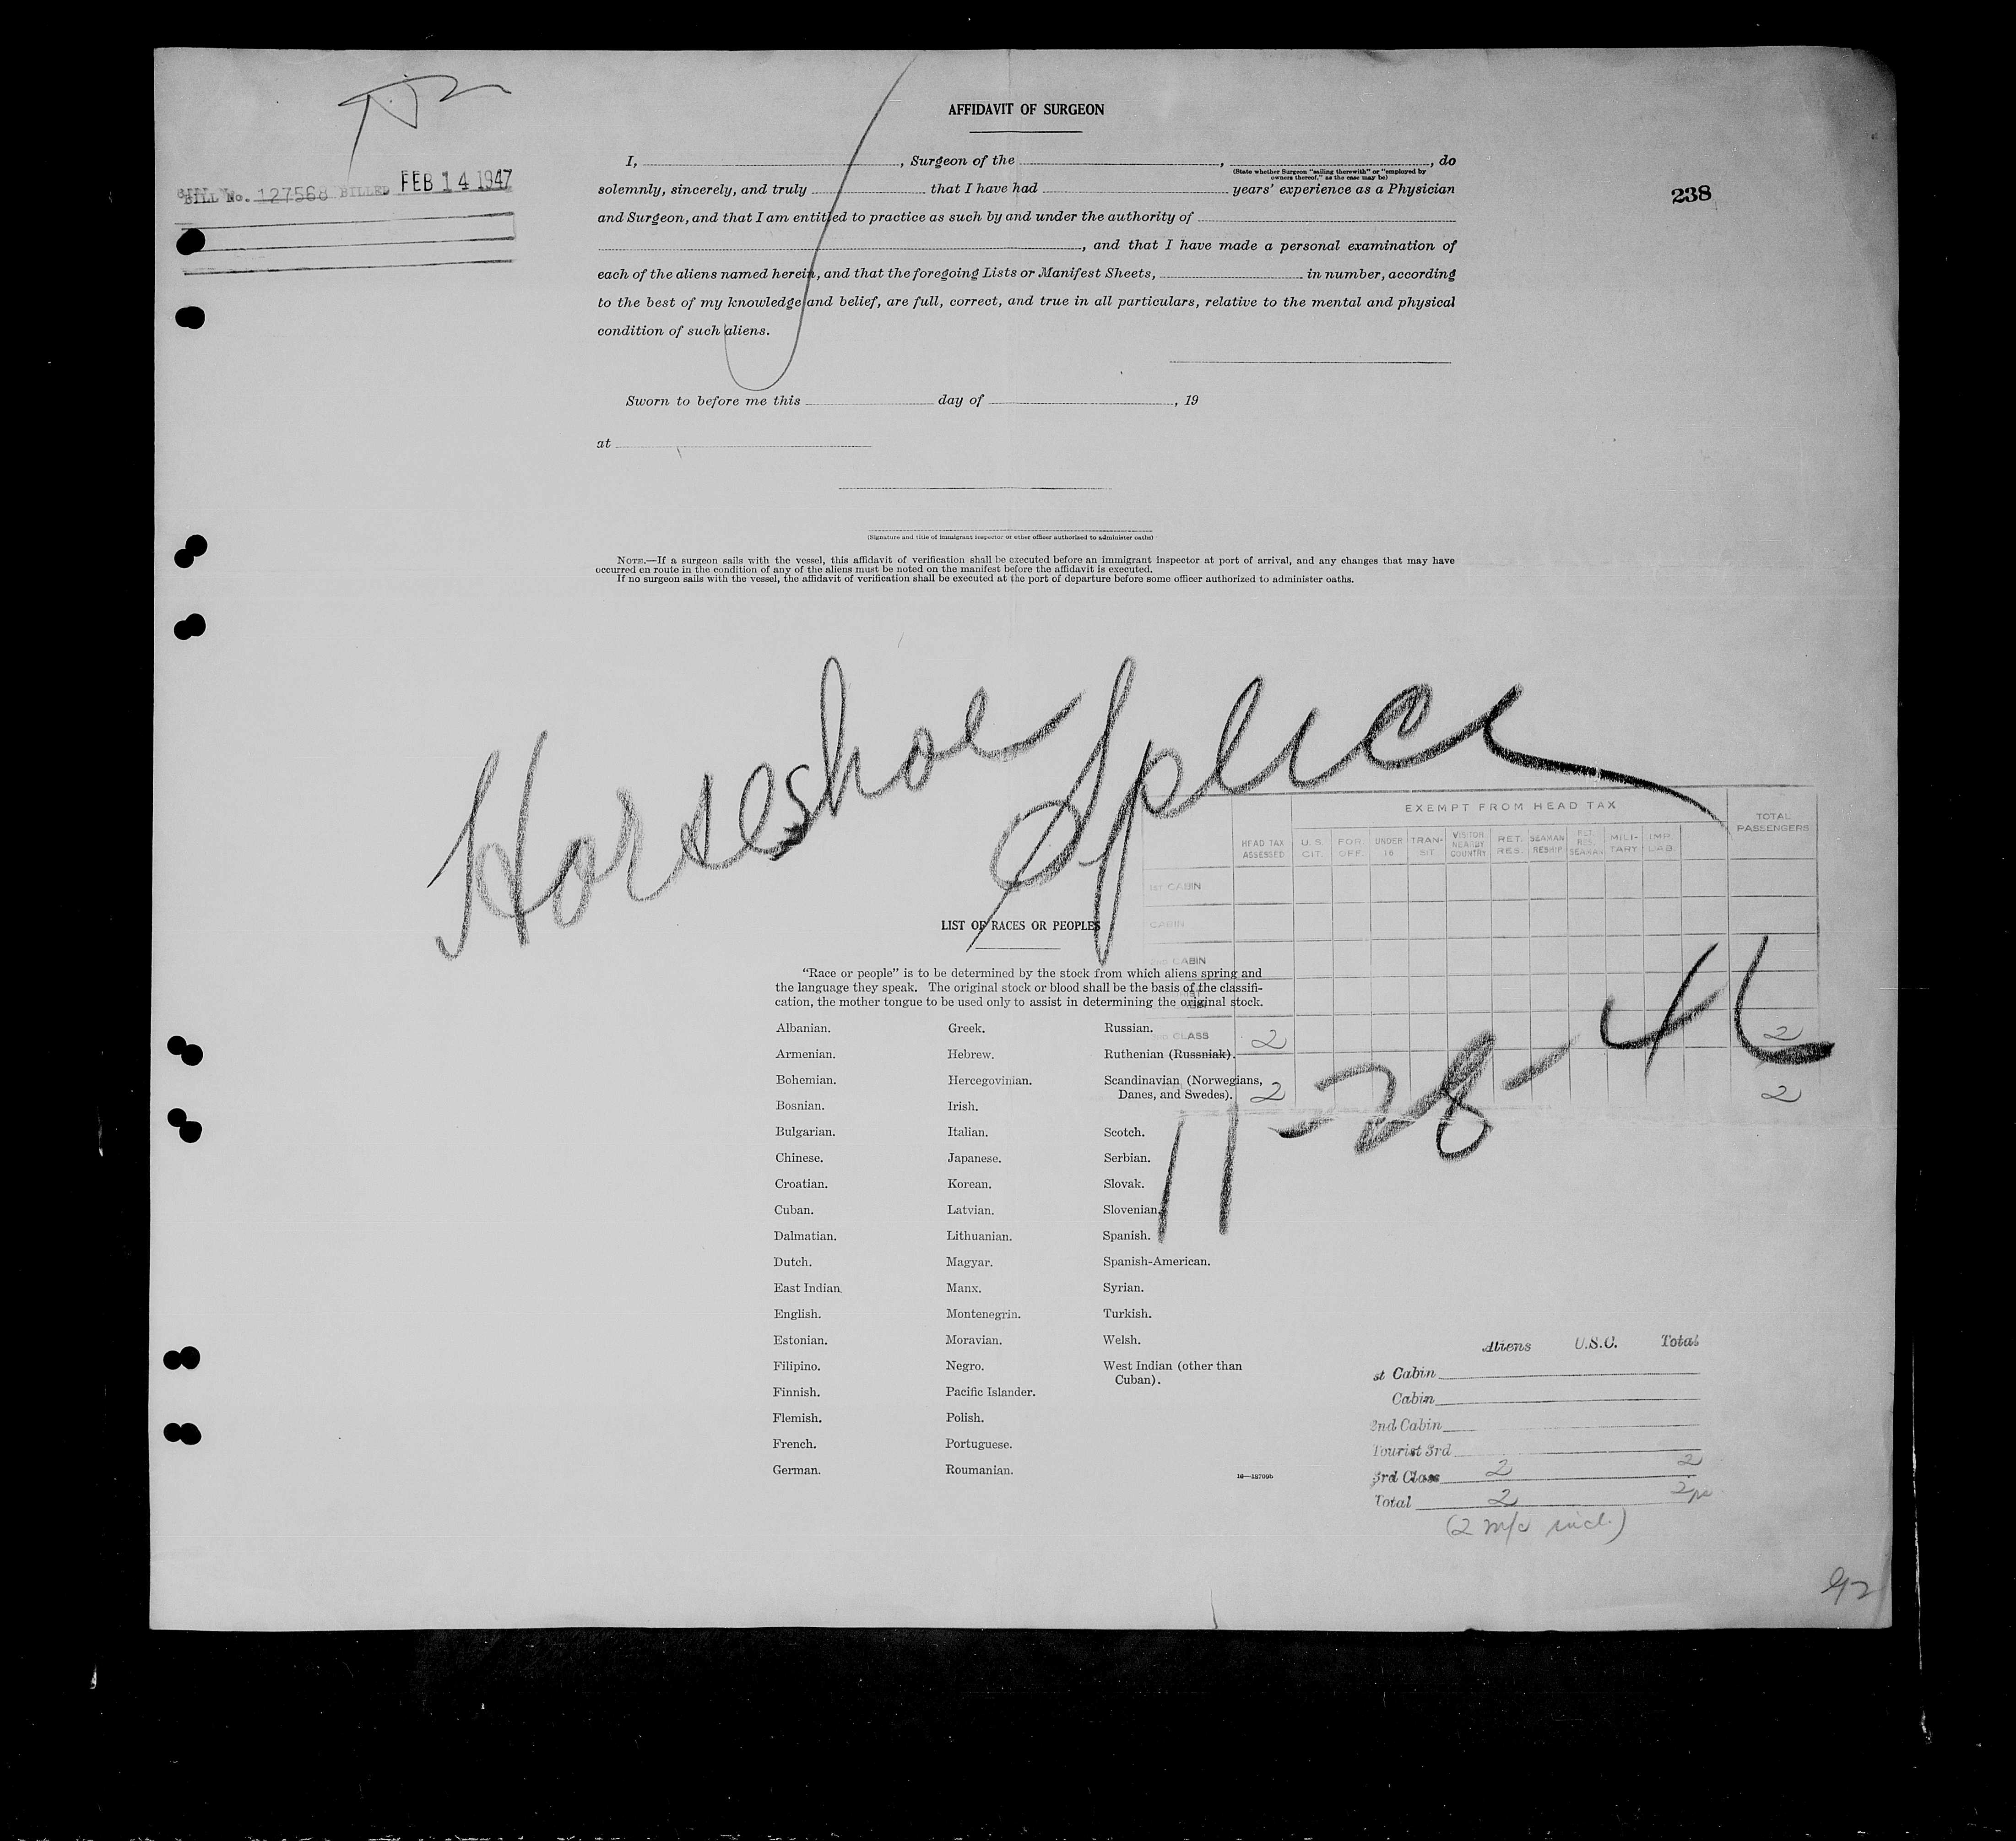 AFFIDAVIT OF SURGEON
I, , Surgeon of the , , do
(State whether Surgeon "sailing therewith" or "employed by
owners thereof," as the case may be)
solemnly, sincerely, and truly that I have had years' experience as a Physician
and Surgeon, and that I am entitled to practice as such by and under the authority of
, and that I have made a personal examination of
each of the aliens named herein, and that the foregoing Lists or Manifest Sheets, in number, according
to the best of my knowledge and belief, are full, correct, and true in all particulars, relative to the mental and physical
condition of such aliens.
Sworn to before me this day of , 19
at
(Signature and title of immigrant inspector or other officer authorized to administer oaths)
NOTE.—If a surgeon sails with the vessel, this affidavit of verification shall be executed before an immigrant inspector at port of arrival, and any changes that may have
occurred en route in the condition of any of the aliens must be noted on the manifest before the affidavit is executed.
If no surgeon sails with the vessel, the affidavit of verification shall be executed at the port of departure before some officer authorized to administer oaths.
BILL No. 127568 BILLED FEB 14 1947
238
Horseshoe Splice
11-28-46
EXEMPT FROM HEAD TAX
HEAD TAX ASSESSED
U.S. CIT.
FOR. OFF.
UNDER 16
TRAN-SIT
VISITOR NEARBY COUNTRY
RET. RES.
SEAMAN RESHIP
RET. RES. SEAMAN
MILI-TARY
IMP. LAB.
TOTAL PASSENGERS
1ST CABIN
CABIN
2ND CABIN
3RD CLASS 2 2
2 2
LIST OF RACES OR PEOPLES
"Race or people" is to be determined by the stock from which aliens spring and
the language they speak. The original stock or blood shall be the basis of the classifi-
cation, the mother tongue to be used only to assist in determining the original stock.
Albanian.
Armenian.
Bohemian.
Bosnian.
Bulgarian.
Chinese.
Croatian.
Cuban.
Dalmatian.
Dutch.
East Indian.
English.
Estonian.
Filipino.
Finnish.
Flemish.
French.
German.
Greek.
Hebrew.
Hercegovinian.
Irish.
Italian.
Japanese.
Korean.
Latvian.
Lithuanian.
Magyar.
Manx.
Montenegrin.
Moravian.
Negro.
Pacific Islander.
Polish.
Portuguese.
Roumanian.
Russian.
Ruthenian (Russniak).
Scandinavian (Norwegians,
Danes, and Swedes).
Scotch.
Serbian.
Slovak.
Slovenian.
Spanish.
Spanish-American.
Syrian.
Turkish.
Welsh.
West Indian (other than
Cuban).
16—18709b
Aliens U.S.C. Total
st Cabin
Cabin
2nd Cabin
Tourist 3rd
3rd Class 2 2
Total 2 2
(2 m/c incl.)